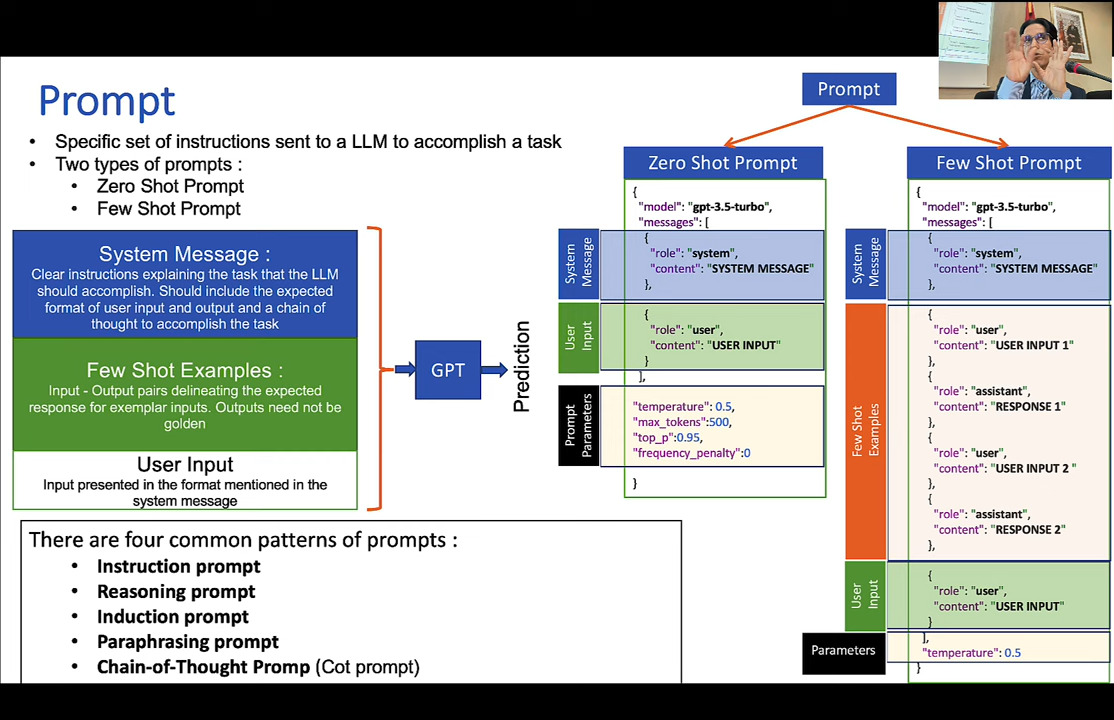 Prompt
• Specific set of instructions sent to a LLM to accomplish a task
• Two types of prompts :
• Zero Shot Prompt
• Few Shot Prompt
System Message :
Clear instructions explaining the task that the LLM
should accomplish. Should include the expected
format of user input and output and a chain of
thought to accomplish the task
Few Shot Examples :
Input - Output pairs delineating the expected
response for exemplar inputs. Outputs need not be
golden
User Input
Input presented in the format mentioned in the
system message
GPT
Prediction
There are four common patterns of prompts :
• Instruction prompt
• Reasoning prompt
• Induction prompt
• Paraphrasing prompt
• Chain-of-Thought Promp (Cot prompt)
Prompt
Zero Shot Prompt
{
"model": "gpt-3.5-turbo",
"messages": [
System
Message
{
"role": "system",
"content": "SYSTEM MESSAGE"
},
User
Input
{
"role": "user",
"content": "USER INPUT"
}
],
Prompt
Parameters
"temperature": 0.5,
"max_tokens":500,
"top_p":0.95,
"frequency_penalty":0
}
Few Shot Prompt
{
"model": "gpt-3.5-turbo",
"messages": [
System
Message
{
"role": "system",
"content": "SYSTEM MESSAGE"
},
Few Shot
Examples
{
"role": "user",
"content": "USER INPUT 1"
},
{
"role": "assistant",
"content": "RESPONSE 1"
},
{
"role": "user",
"content": "USER INPUT 2 "
},
{
"role": "assistant",
"content": "RESPONSE 2"
},
User
Input
{
"role": "user",
"content": "USER INPUT"
}
Parameters
],
"temperature": 0.5
}